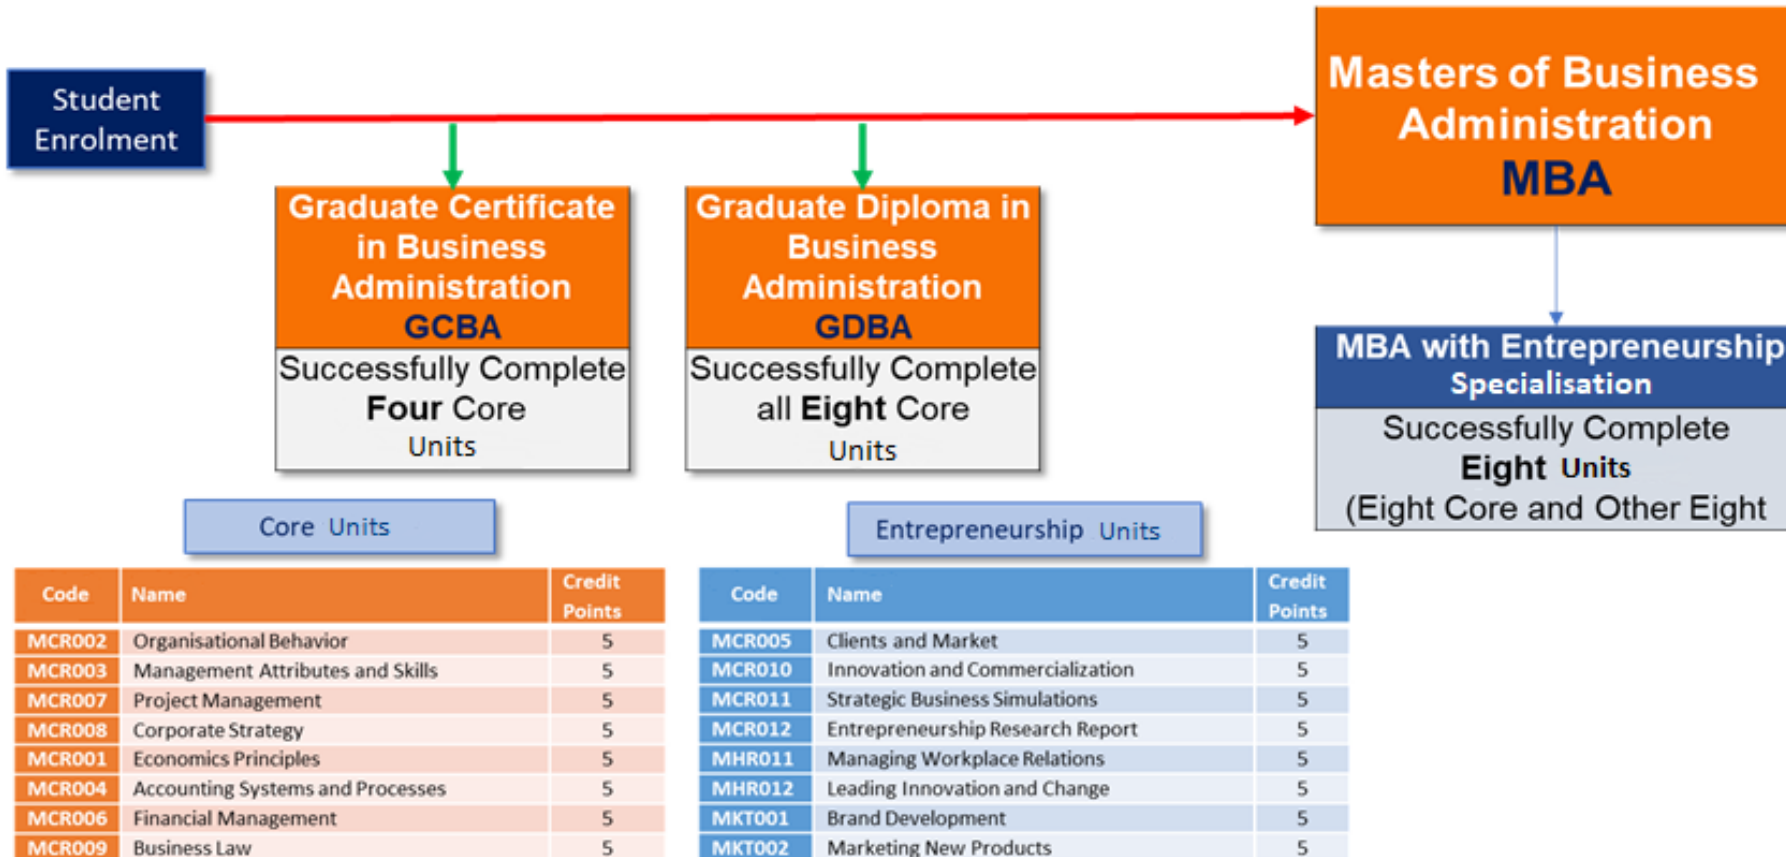 Student
Enrolment
Masters of Business
Administration
MBA
Graduate Certificate
in Business
Administration
GCBA
Successfully Complete
Four Core
Units
Graduate Diploma in
Business
Administration
GDBA
Successfully Complete
all Eight Core
Units
MBA with Entrepreneurship
Specialisation
Successfully Complete
Eight Units
(Eight Core and Other Eight
Core Units
Code Name Credit Points
MCR002 Organisational Behavior 5
MCR003 Management Attributes and Skills 5
MCR007 Project Management 5
MCR008 Corporate Strategy 5
MCR001 Economics Principles 5
MCR004 Accounting Systems and Processes 5
MCR006 Financial Management 5
MCR009 Business Law 5
Entrepreneurship Units
Code Name Credit Points
MCR005 Clients and Market 5
MCR010 Innovation and Commercialization 5
MCR011 Strategic Business Simulations 5
MCR012 Entrepreneurship Research Report 5
MHR011 Managing Workplace Relations 5
MHR012 Leading Innovation and Change 5
MKT001 Brand Development 5
MKT002 Marketing New Products 5